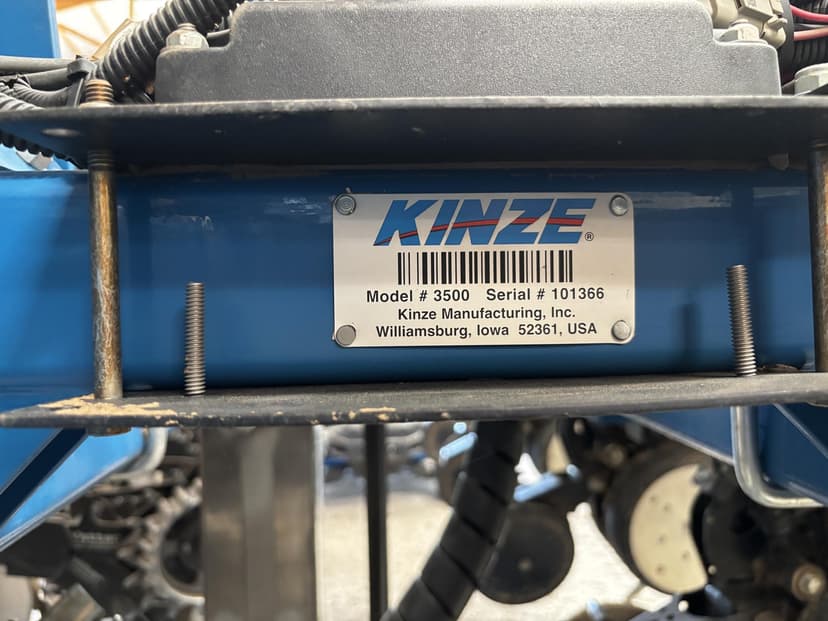 KINZE®
Model # 3500 Serial # 101366
Kinze Manufacturing, Inc.
Williamsburg, Iowa 52361, USA